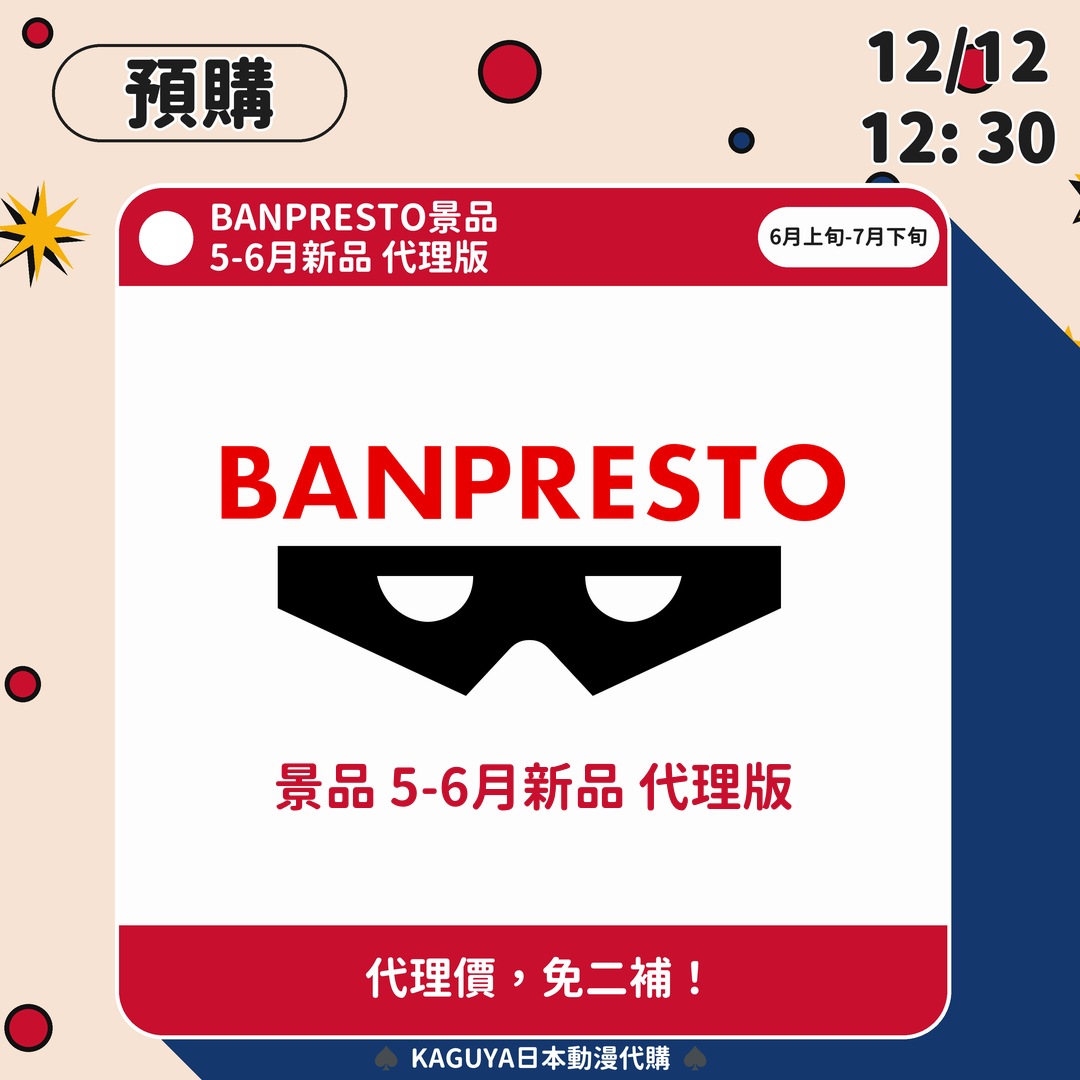 預購
12/12
12: 30
BANPRESTO景品
5-6月新品 代理版
6月上旬-7月下旬
BANPRESTO
景品 5-6月新品 代理版
代理價，免二補！
KAGUYA日本動漫代購